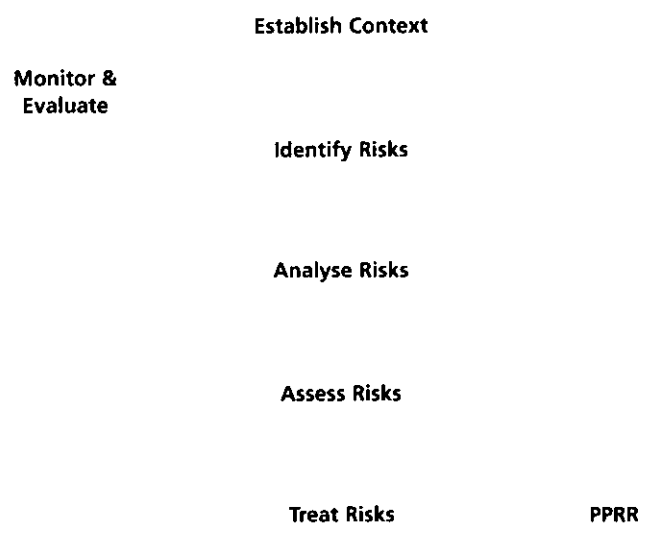 Establish Context
Monitor &
Evaluate
Identify Risks
Analyse Risks
Assess Risks
Treat Risks PPRR